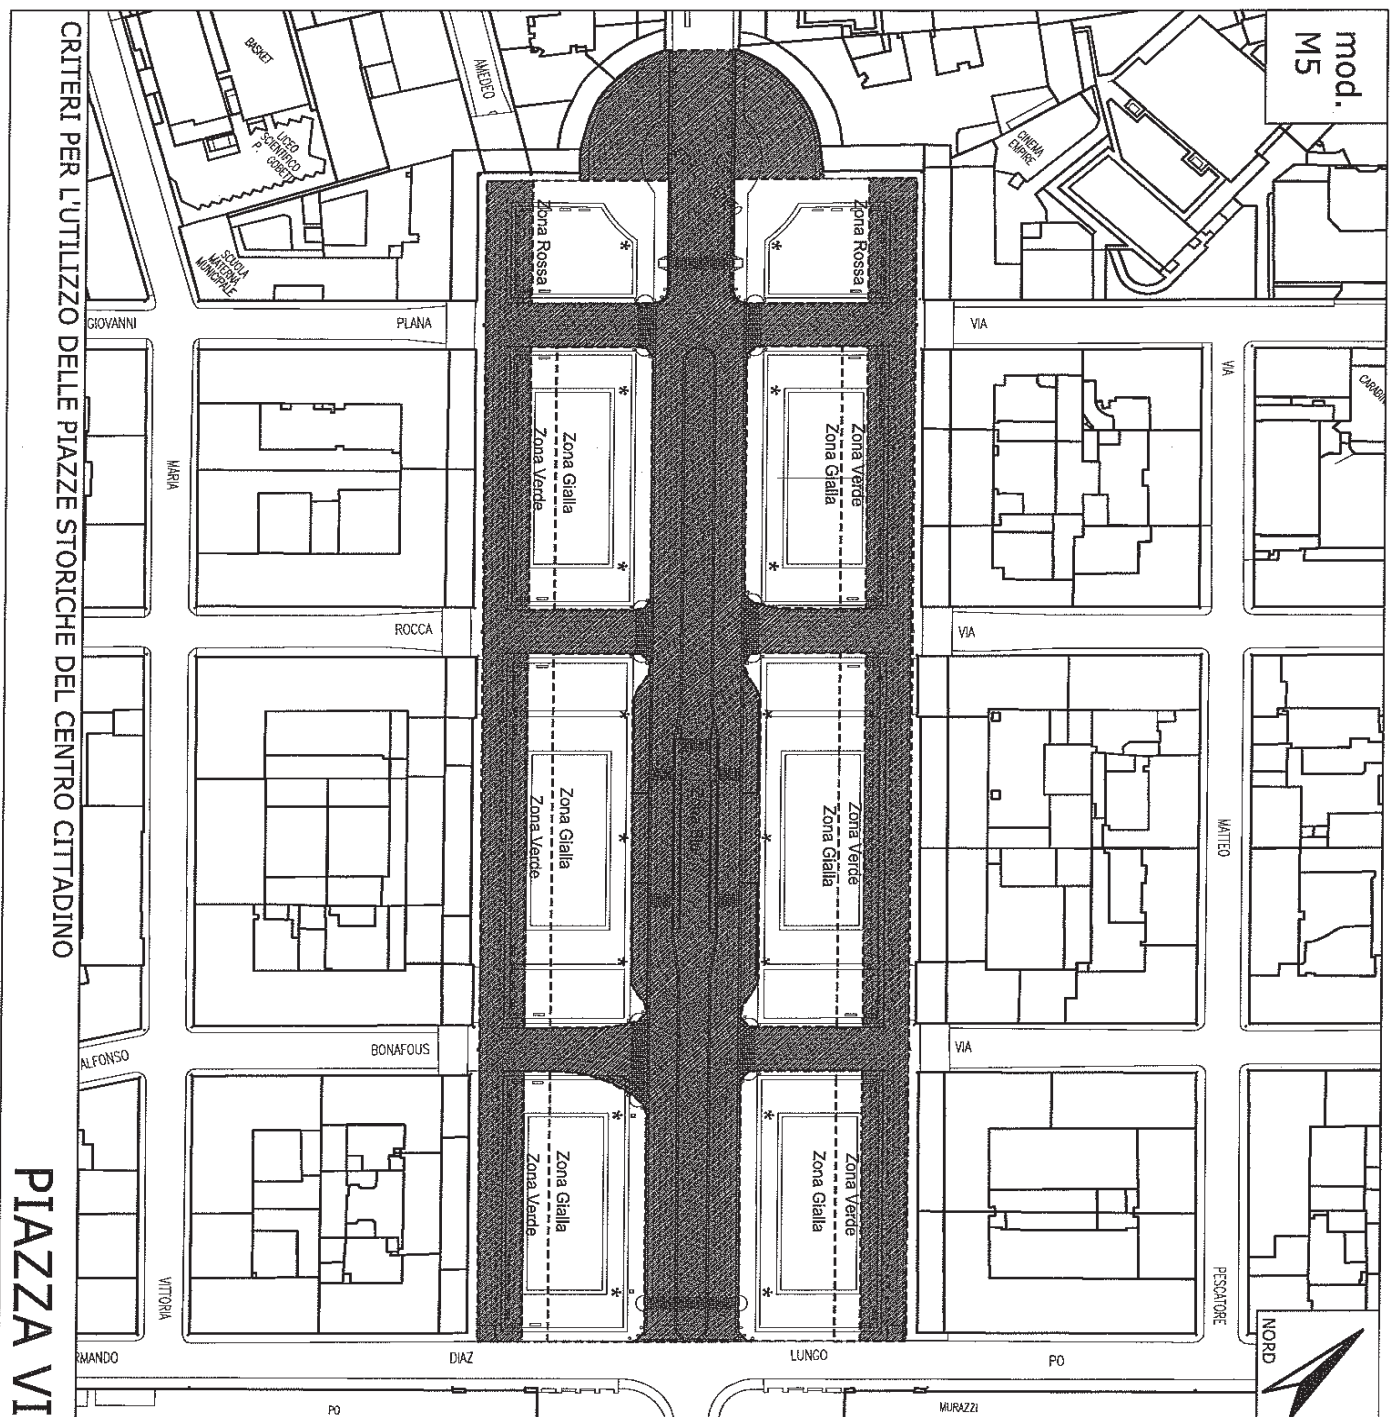 mod.
M5
CRITERI PER L'UTILIZZO DELLE PIAZZE STORICHE DEL CENTRO CITTADINO
PIAZZA VI
BASKET
AMEDEO
LICEO
SCIENTIFICO
P. GOBETTI
SCUOLA
MATERNA
MUNICIPALE
CINEMA
EMPIRE
Zona Rossa
Zona Rossa
GIOVANNI
PLANA
VIA
VIA
CARABIN
MARIA
Zona Gialla
Zona Verde
Zona Verde
Zona Gialla
ROCCA
VIA
Zona Gialla
Zona Verde
Zona Verde
Zona Gialla
MATTEO
ALFONSO
BONAFOUS
VIA
Zona Gialla
Zona Verde
Zona Verde
Zona Gialla
VITTORIA
PESCATORE
NORD
RMANDO
DIAZ
LUNGO
PO
PO
MURAZZI